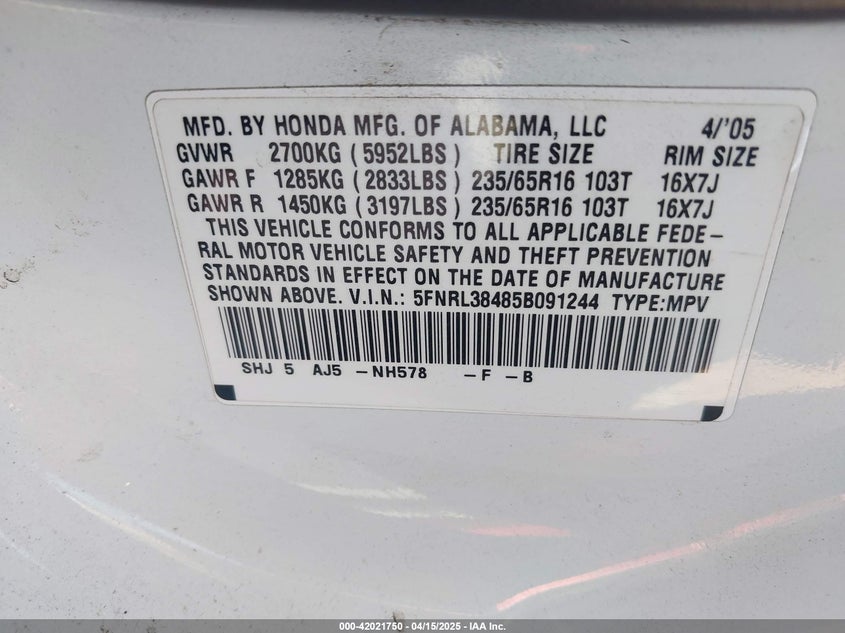 MFD. BY HONDA MFG. OF ALABAMA, LLC 4/'05
GVWR 2700KG (5952LBS) TIRE SIZE RIM SIZE
GAWR F 1285KG (2833LBS) 235/65R16 103T 16X7J
GAWR R 1450KG (3197LBS) 235/65R16 103T 16X7J
THIS VEHICLE CONFORMS TO ALL APPLICABLE FEDE-
RAL MOTOR VEHICLE SAFETY AND THEFT PREVENTION
STANDARDS IN EFFECT ON THE DATE OF MANUFACTURE
SHOWN ABOVE. V.I.N.: 5FNRL38485B091244 TYPE:MPV
SHJ 5 AJ5 -NH578 -F -B
000-42021750 - 04/15/2025 - IAA Inc.